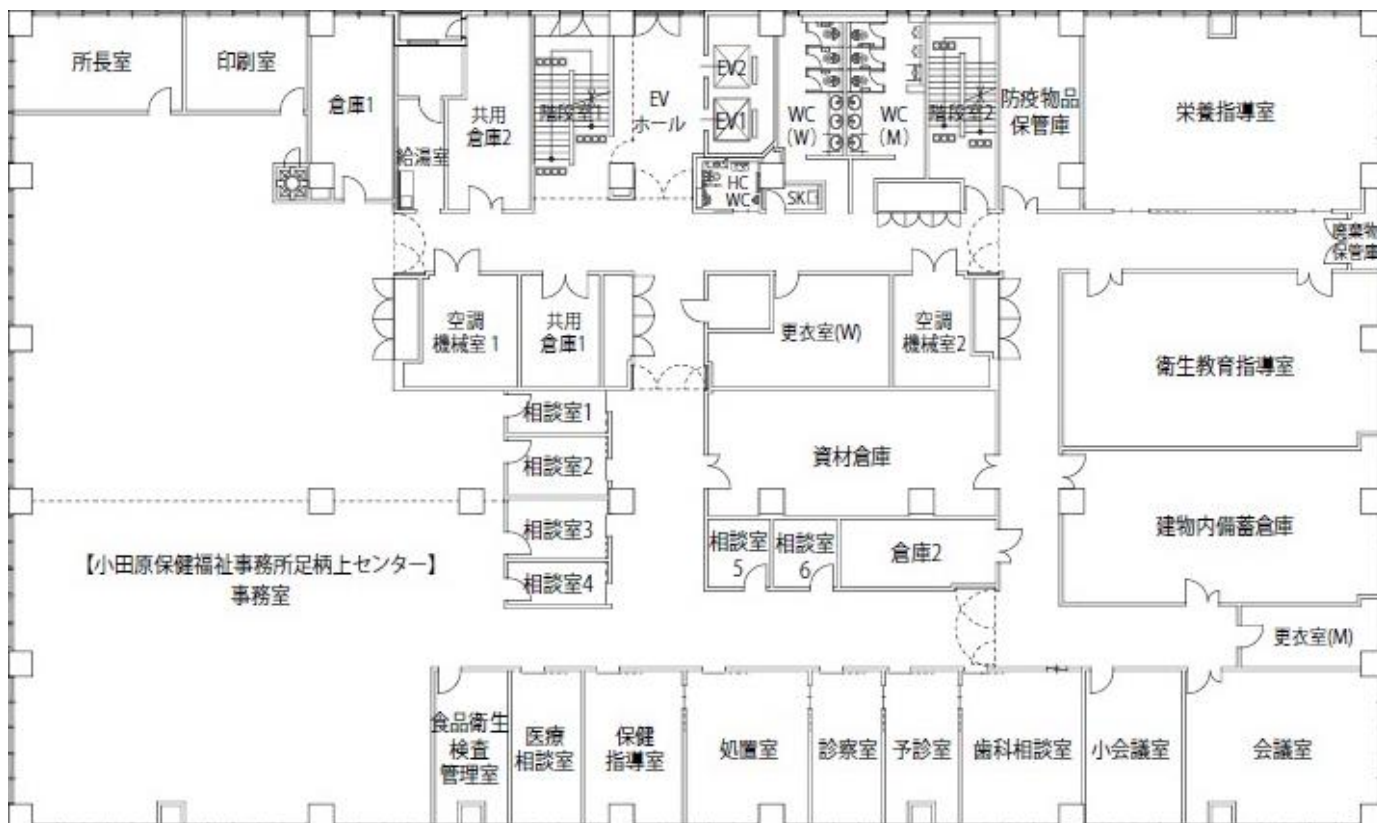 所長室
印刷室
倉庫1
給湯室
共用
倉庫2
階段室1
EV
ホール
EV2
EV1
WC
(W)
WC
(M)
HC
WC
SK
階段室2
防疫物品
保管庫
栄養指導室
廃棄物
保管庫
空調
機械室1
共用
倉庫1
更衣室(W)
空調
機械室2
衛生教育指導室
相談室1
相談室2
相談室3
相談室4
資材倉庫
相談室
5
相談室
6
倉庫2
建物内備蓄倉庫
【小田原保健福祉事務所足柄上センター】
事務室
更衣室(M)
食品衛生
検査
管理室
医療
相談室
保健
指導室
処置室
診察室
予診室
歯科相談室
小会議室
会議室